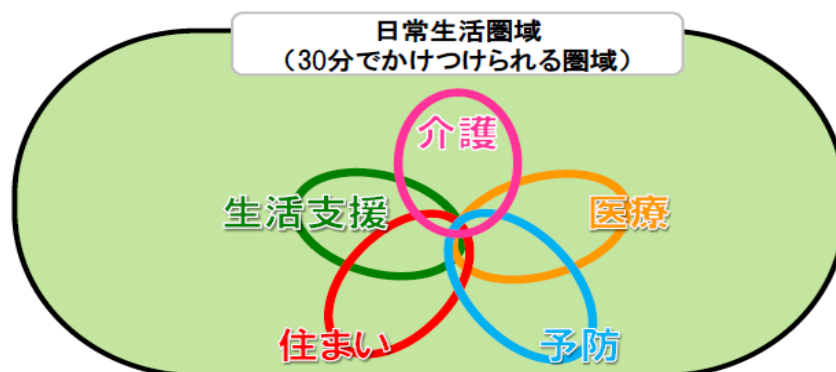 日常生活圏域
（30分でかけつけられる圏域）
介護
生活支援
医療
住まい
予防